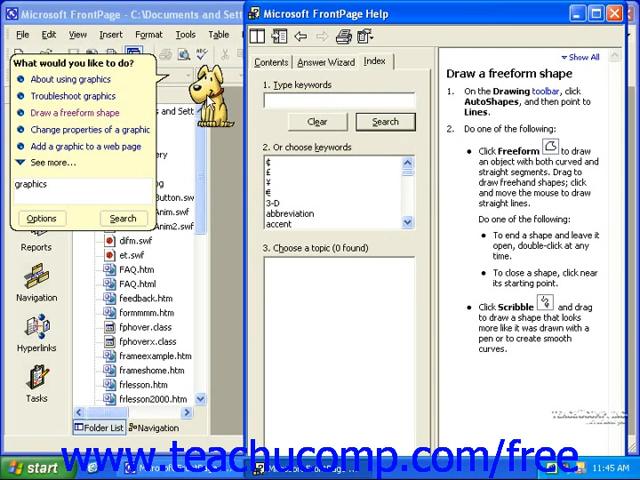 Microsoft FrontPage - C:\Documents and Sett
File Edit View Insert Format Tools Table
What would you like to do?
About using graphics
Troubleshoot graphics
Draw a freeform shape
Change properties of a graphic
Add a graphic to a web page
See more...
graphics
Options Search
Reports
Navigation
Hyperlinks
Tasks
difm.swf
et.swf
FAQ.htm
FAQ.html
feedback.htm
formmmm.htm
fphover.class
fphoverx.class
frameexample.htm
frameshome.htm
frlesson.htm
frlesson2000.htm
Folder List Navigation
Microsoft FrontPage Help
Contents Answer Wizard Index
1. Type keywords
Clear Search
2. Or choose keywords
¢
£
¥
€
3-D
abbreviation
accent
3. Choose a topic (0 found)
Show All
Draw a freeform shape
1. On the Drawing toolbar, click
AutoShapes, and then point to
Lines.
2. Do one of the following:
Click Freeform to draw
an object with both curved and
straight segments. Drag to
draw freehand shapes; click
and move the mouse to draw
straight lines.
Do one of the following:
To end a shape and leave it
open, double-click at any
time.
To close a shape, click near
its starting point.
Click Scribble and drag
to draw a shape that looks
more like it was drawn with a
pen or to create smooth
curves.
TEACHUCOMP, INC.
www.teachucomp.com/free
start
11:45 AM